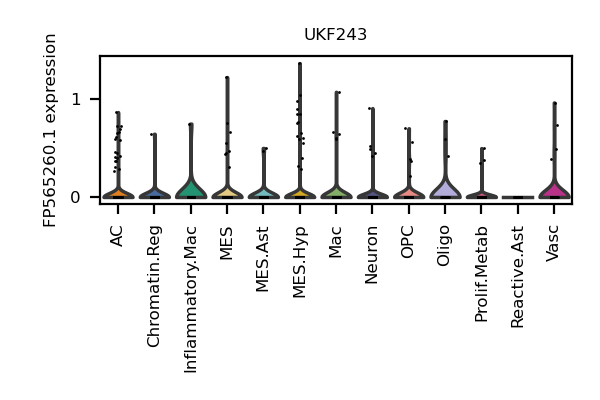 UKF243
FP565260.1 expression
1
0
AC
Chromatin.Reg
Inflammatory.Mac
MES
MES.Ast
MES.Hyp
Mac
Neuron
OPC
Oligo
Prolif.Metab
Reactive.Ast
Vasc